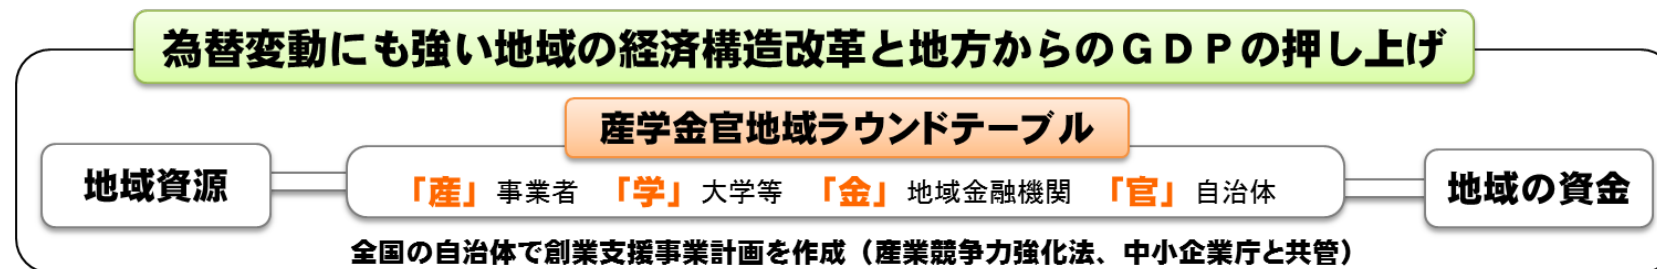 為替変動にも強い地域の経済構造改革と地方からのＧＤＰの押し上げ
産学金官地域ラウンドテーブル
地域資源
「産」事業者　「学」大学等　「金」地域金融機関　「官」自治体
地域の資金
全国の自治体で創業支援事業計画を作成（産業競争力強化法、中小企業庁と共管）